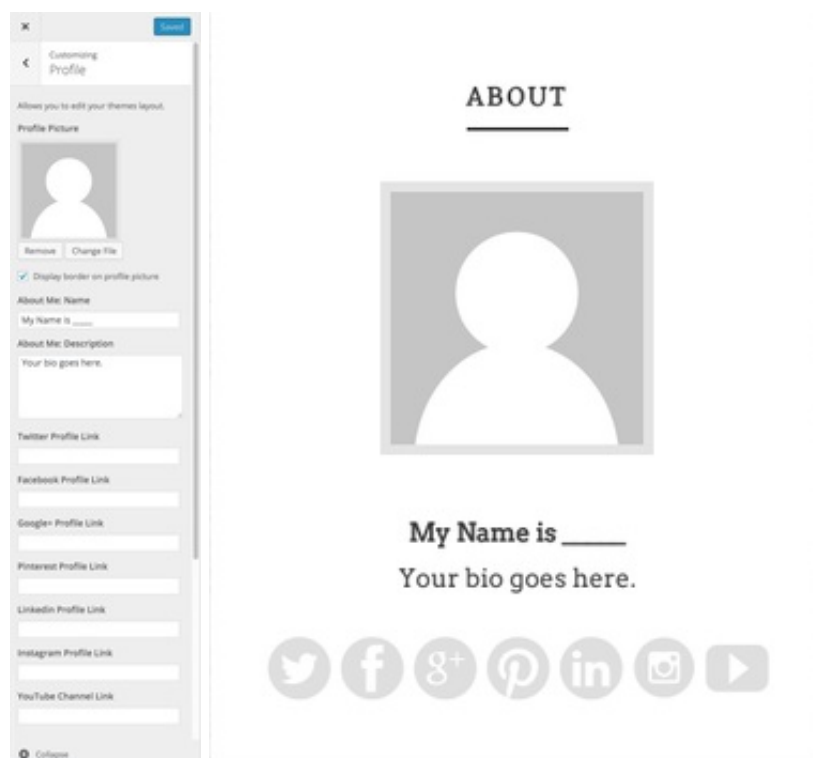 Saved
Customizing
Profile
Allows you to edit your themes layout.
Profile Picture
Remove
Change File
Display border on profile picture
About Me: Name
My Name is ____
About Me: Description
Your bio goes here.
Twitter Profile Link
Facebook Profile Link
Google+ Profile Link
Pinterest Profile Link
Linkedin Profile Link
Instagram Profile Link
YouTube Channel Link
Collapse
ABOUT
My Name is ____
Your bio goes here.